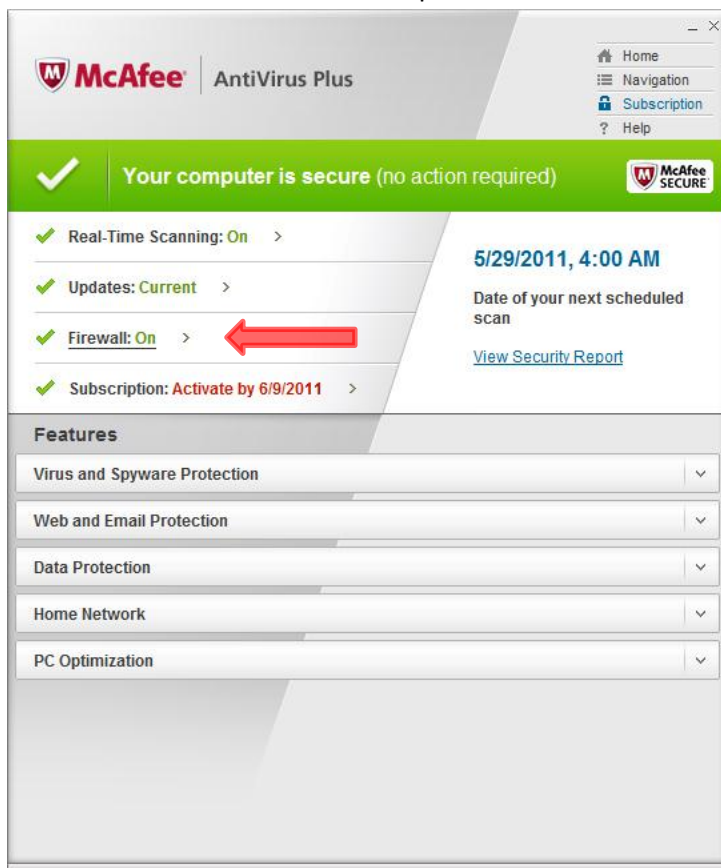 Home
McAfee AntiVirus Plus
Navigation
Subscription
? Help
Your computer is secure (no action required)
McAfee SECURE
Real-Time Scanning: On >
Updates: Current >
Firewall: On >
Subscription: Activate by 6/9/2011 >
5/29/2011, 4:00 AM
Date of your next scheduled
scan
View Security Report
Features
Virus and Spyware Protection
Web and Email Protection
Data Protection
Home Network
PC Optimization